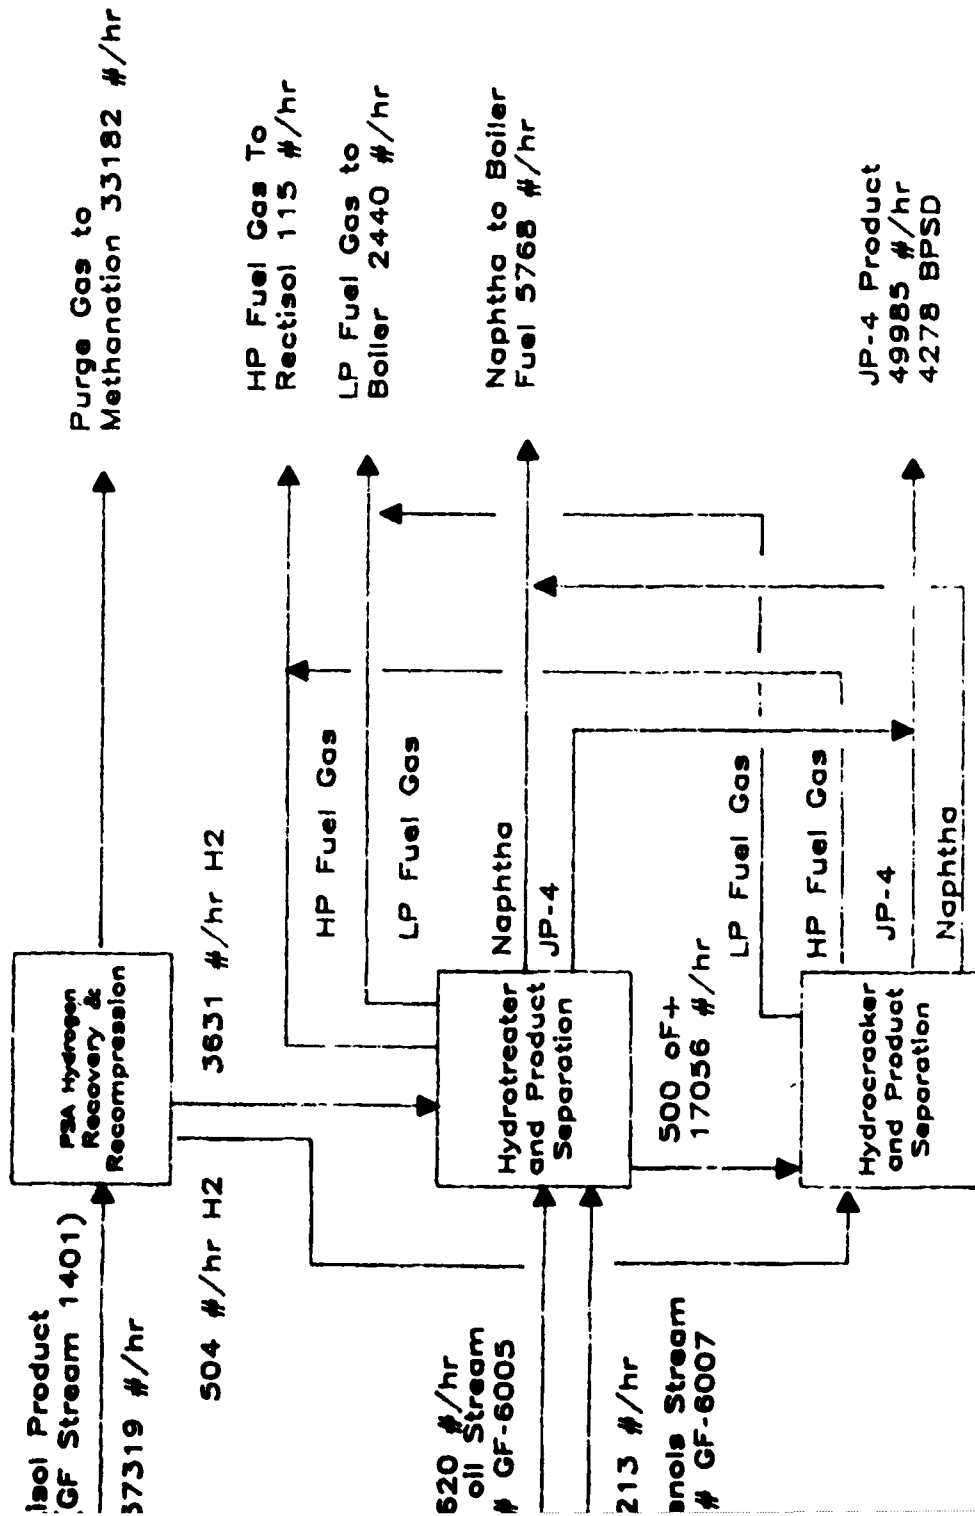 isol Product
(GF Stream 1401)
37319 #/hr
PSA Hydrogen
Recovery &
Recompression
Purge Gas to
Methanation 33182 #/hr
504 #/hr H2
3631 #/hr H2
HP Fuel Gas To
Rectisol 115 #/hr
HP Fuel Gas
LP Fuel Gas to
Boiler 2440 #/hr
LP Fuel Gas
620 #/hr
oil Stream
# GF-6005
213 #/hr
anols Stream
# GF-6007
Hydrotreater
and Product
Separation
Naphtha
JP-4
Naphtha to Boiler
Fuel 5768 #/hr
500 oF+
17056 #/hr
LP Fuel Gas
HP Fuel Gas
JP-4
Naphtha
Hydrocracker
and Product
Separation
JP-4 Product
49985 #/hr
4278 BPSD